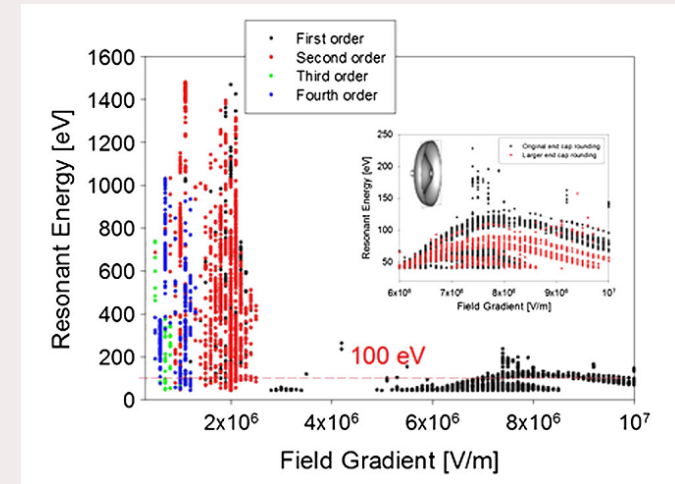 First order
Second order
Third order
Fourth order
1600
1400
1200
1000
800
600
400
200
0
Resonant Energy [eV]
2x10⁶
4x10⁶
6x10⁶
8x10⁶
10⁷
Field Gradient [V/m]
100 eV
250
200
150
100
50
Resonant Energy [eV]
Original end cap rounding
Larger end cap rounding
6x10⁶
7x10⁶
8x10⁶
9x10⁶
10⁷
Field Gradient [V/m]